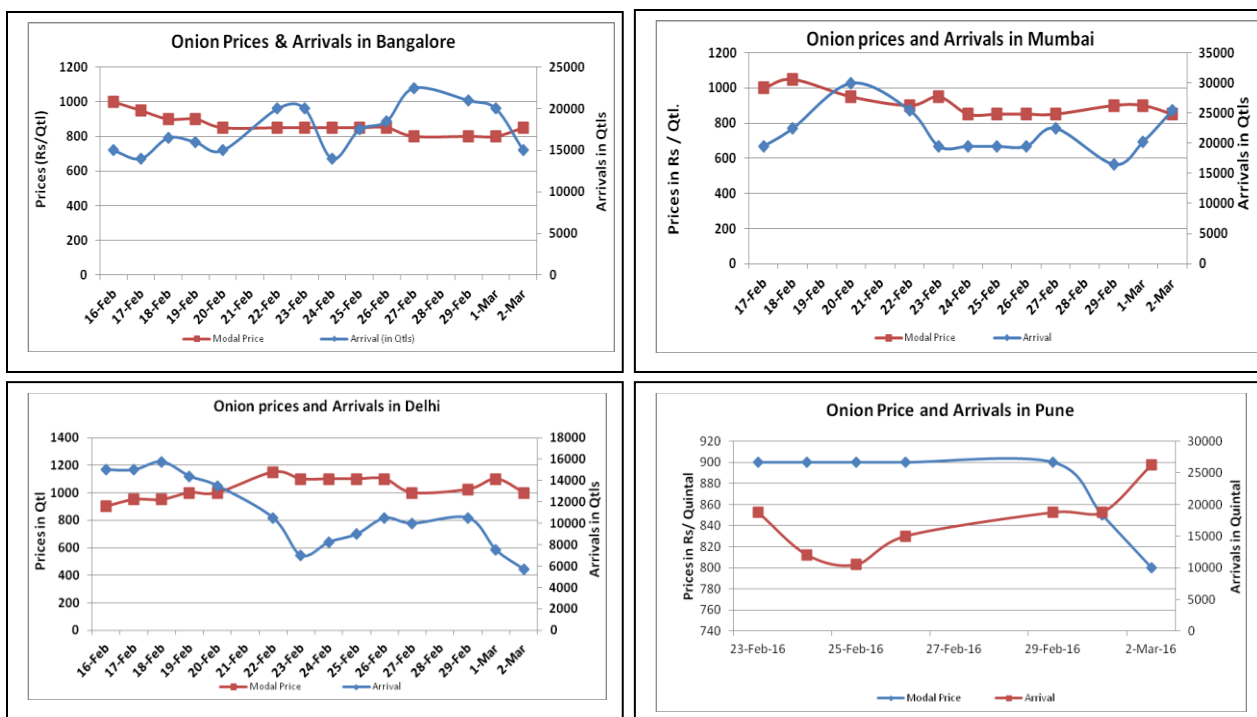 Onion Prices & Arrivals in Bangalore
Prices (Rs/Qtl)
1200
1000
800
600
400
200
0
25000
20000
15000
10000
5000
0
Arrivals in Qtls
16-Feb
17-Feb
18-Feb
19-Feb
20-Feb
21-Feb
22-Feb
23-Feb
24-Feb
25-Feb
26-Feb
27-Feb
28-Feb
29-Feb
1-Mar
2-Mar
Modal Price
Arrival (in Qtls)
Onion prices and Arrivals in Mumbai
Prices in Rs / Qtl.
1200
1000
800
600
400
200
0
35000
30000
25000
20000
15000
10000
5000
0
Arrivals in Qtls
17-Feb
18-Feb
19-Feb
20-Feb
21-Feb
22-Feb
23-Feb
24-Feb
25-Feb
26-Feb
27-Feb
28-Feb
29-Feb
1-Mar
2-Mar
Modal Price
Arrival
Onion prices and Arrivals in Delhi
Prices in Qtl
1400
1200
1000
800
600
400
200
0
18000
16000
14000
12000
10000
8000
6000
4000
2000
0
Arrivals in Qtls
16-Feb
17-Feb
18-Feb
19-Feb
20-Feb
21-Feb
22-Feb
23-Feb
24-Feb
25-Feb
26-Feb
27-Feb
28-Feb
29-Feb
1-Mar
2-Mar
Modal Price
Arrival
Onion Price and Arrivals in Pune
Prices in Rs/ Quintal
920
900
880
860
840
820
800
780
760
740
30000
25000
20000
15000
10000
5000
0
Arrivals in Quintal
23-Feb-16
25-Feb-16
27-Feb-16
29-Feb-16
2-Mar-16
Modal Price
Arrival